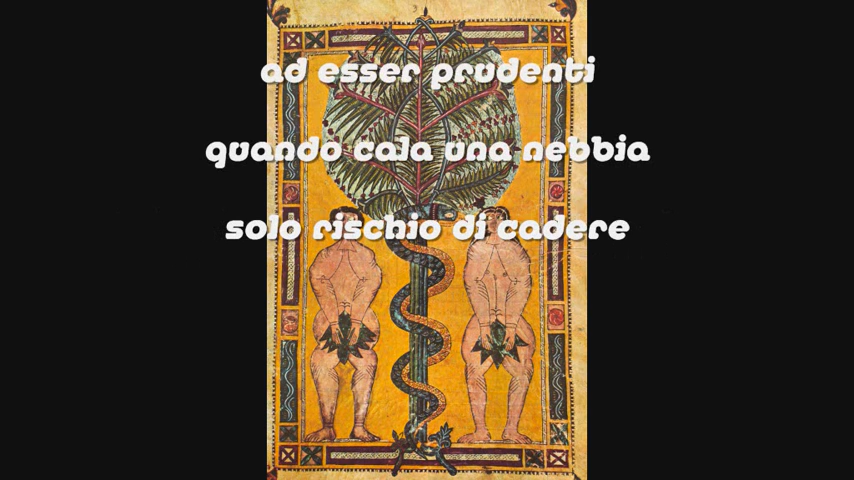 ad esser prudenti
quando cala una nebbia
solo rischio di cadere